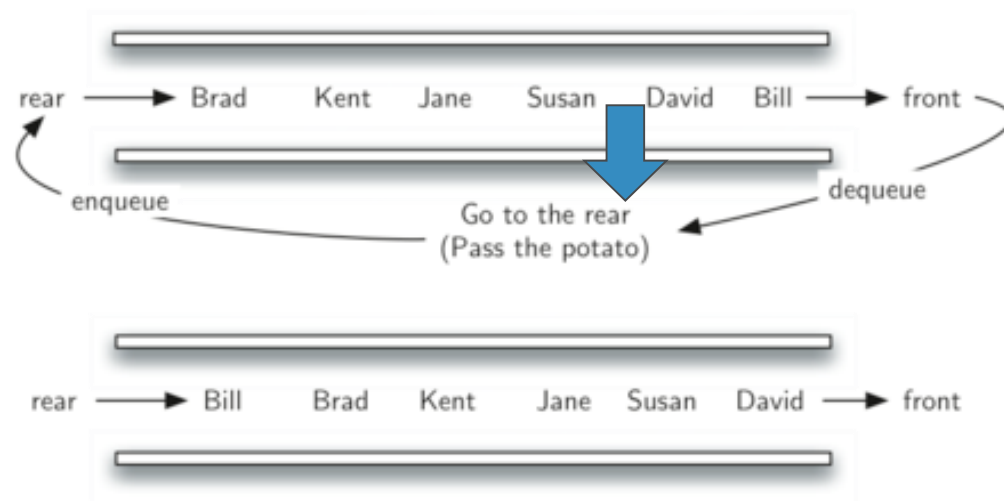 rear Brad Kent Jane Susan David Bill front
enqueue
dequeue
Go to the rear
(Pass the potato)
rear Bill Brad Kent Jane Susan David front